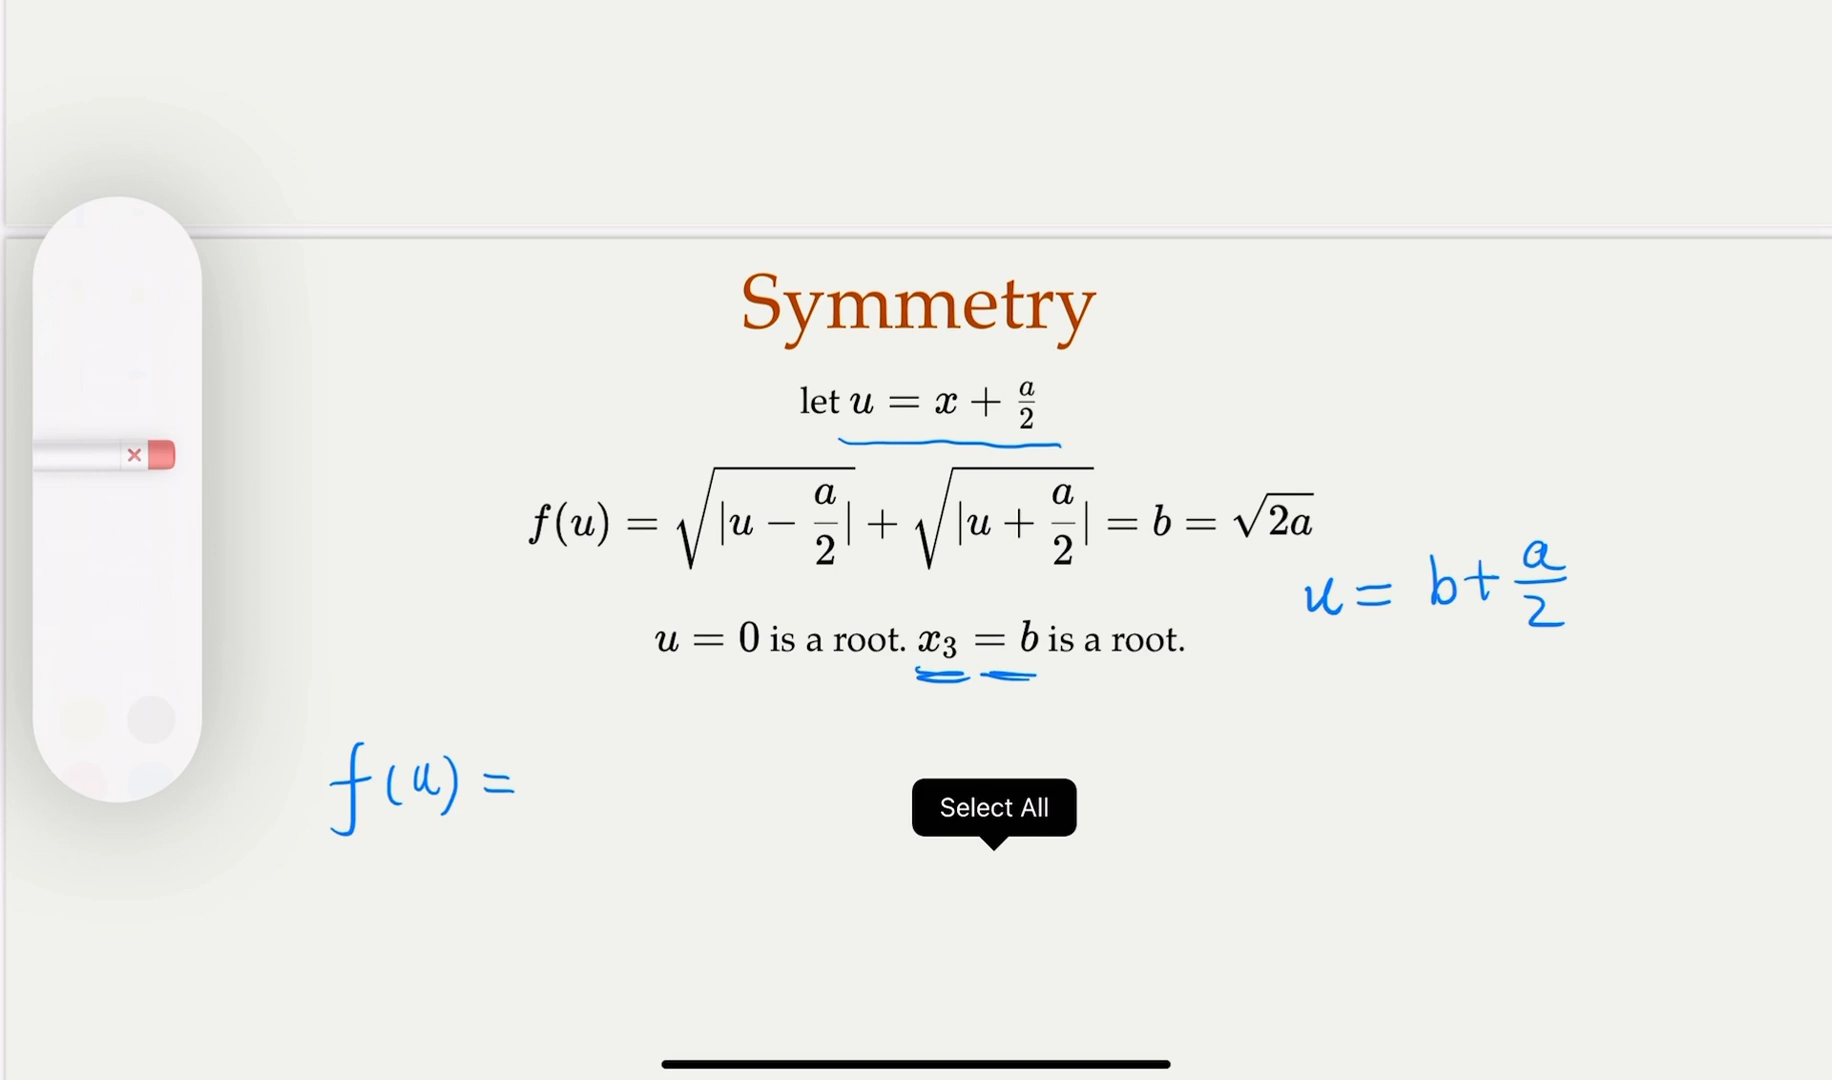 Symmetry
let u = x + a/2
f(u) = √|u − a/2| + √|u + a/2| = b = √2a
u = b + a/2
u = 0 is a root. x₃ = b is a root.
f(u) =
Select All